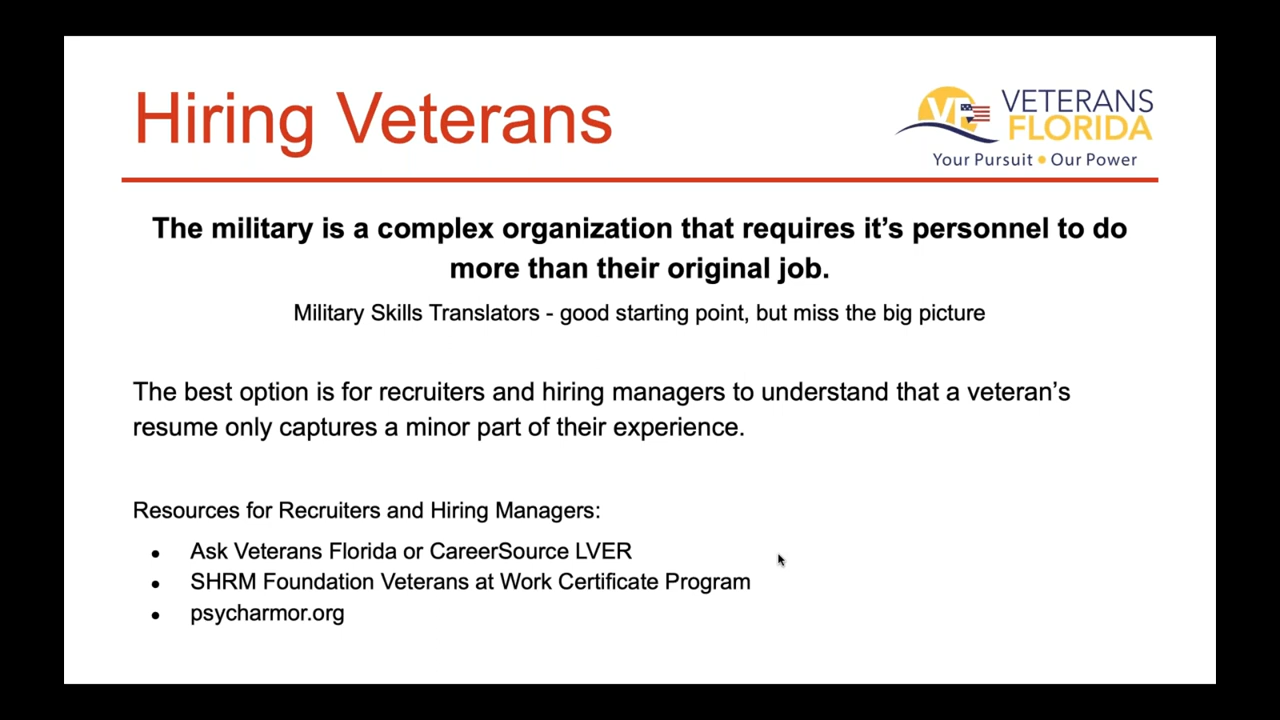 Hiring Veterans
VETERANS
FLORIDA
Your Pursuit • Our Power
The military is a complex organization that requires it’s personnel to do
more than their original job.
Military Skills Translators - good starting point, but miss the big picture
The best option is for recruiters and hiring managers to understand that a veteran’s
resume only captures a minor part of their experience.
Resources for Recruiters and Hiring Managers:
• Ask Veterans Florida or CareerSource LVER
• SHRM Foundation Veterans at Work Certificate Program
• psycharmor.org